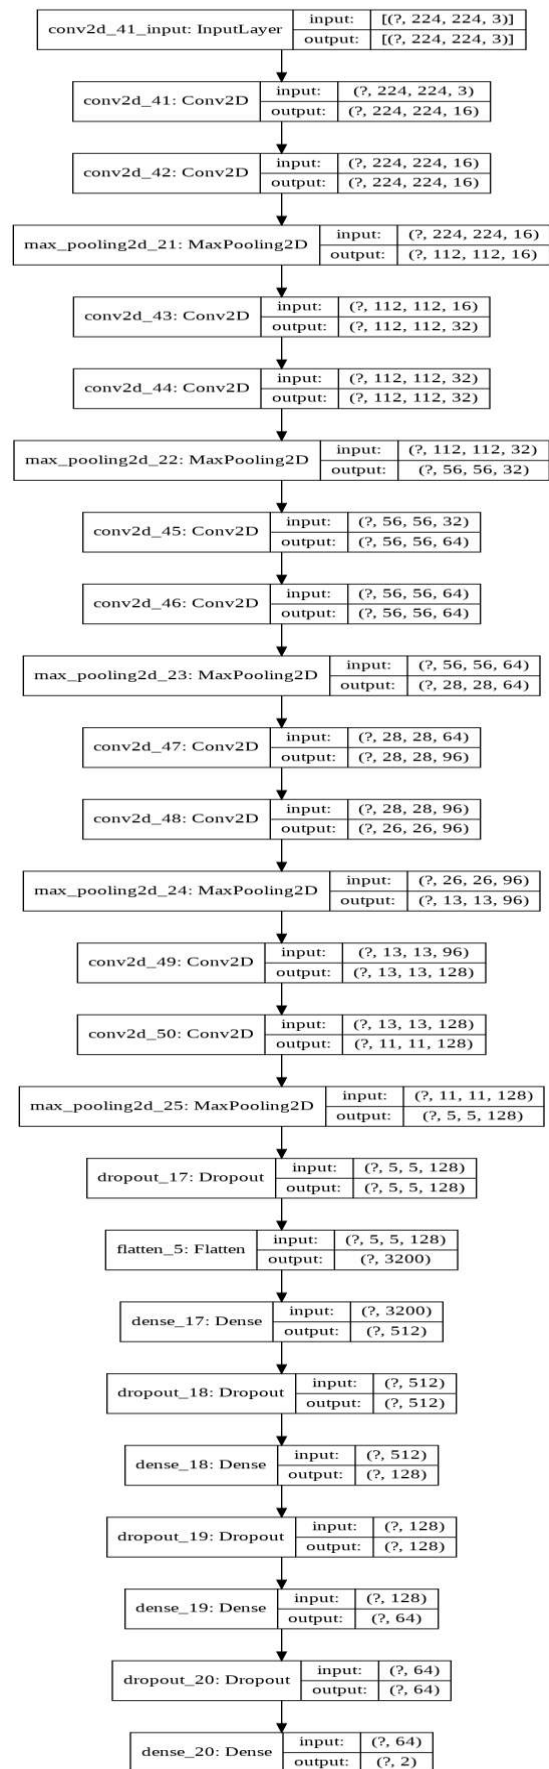 conv2d_41_input: InputLayer
input: [(?, 224, 224, 3)]
output: [(?, 224, 224, 3)]
conv2d_41: Conv2D
input: (?, 224, 224, 3)
output: (?, 224, 224, 16)
conv2d_42: Conv2D
input: (?, 224, 224, 16)
output: (?, 224, 224, 16)
max_pooling2d_21: MaxPooling2D
input: (?, 224, 224, 16)
output: (?, 112, 112, 16)
conv2d_43: Conv2D
input: (?, 112, 112, 16)
output: (?, 112, 112, 32)
conv2d_44: Conv2D
input: (?, 112, 112, 32)
output: (?, 112, 112, 32)
max_pooling2d_22: MaxPooling2D
input: (?, 112, 112, 32)
output: (?, 56, 56, 32)
conv2d_45: Conv2D
input: (?, 56, 56, 32)
output: (?, 56, 56, 64)
conv2d_46: Conv2D
input: (?, 56, 56, 64)
output: (?, 56, 56, 64)
max_pooling2d_23: MaxPooling2D
input: (?, 56, 56, 64)
output: (?, 28, 28, 64)
conv2d_47: Conv2D
input: (?, 28, 28, 64)
output: (?, 28, 28, 96)
conv2d_48: Conv2D
input: (?, 28, 28, 96)
output: (?, 26, 26, 96)
max_pooling2d_24: MaxPooling2D
input: (?, 26, 26, 96)
output: (?, 13, 13, 96)
conv2d_49: Conv2D
input: (?, 13, 13, 96)
output: (?, 13, 13, 128)
conv2d_50: Conv2D
input: (?, 13, 13, 128)
output: (?, 11, 11, 128)
max_pooling2d_25: MaxPooling2D
input: (?, 11, 11, 128)
output: (?, 5, 5, 128)
dropout_17: Dropout
input: (?, 5, 5, 128)
output: (?, 5, 5, 128)
flatten_5: Flatten
input: (?, 5, 5, 128)
output: (?, 3200)
dense_17: Dense
input: (?, 3200)
output: (?, 512)
dropout_18: Dropout
input: (?, 512)
output: (?, 512)
dense_18: Dense
input: (?, 512)
output: (?, 128)
dropout_19: Dropout
input: (?, 128)
output: (?, 128)
dense_19: Dense
input: (?, 128)
output: (?, 64)
dropout_20: Dropout
input: (?, 64)
output: (?, 64)
dense_20: Dense
input: (?, 64)
output: (?, 2)